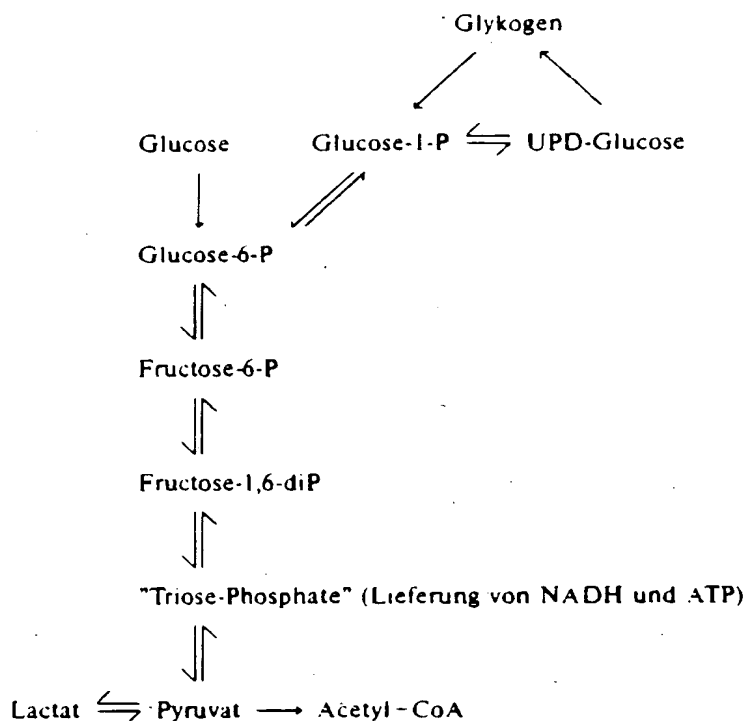 Glykogen
Glucose Glucose-1-P UPD-Glucose
Glucose-6-P
Fructose-6-P
Fructose-1,6-diP
"Triose-Phosphate" (Lieferung von NADH und ATP)
Lactat Pyruvat Acetyl-CoA